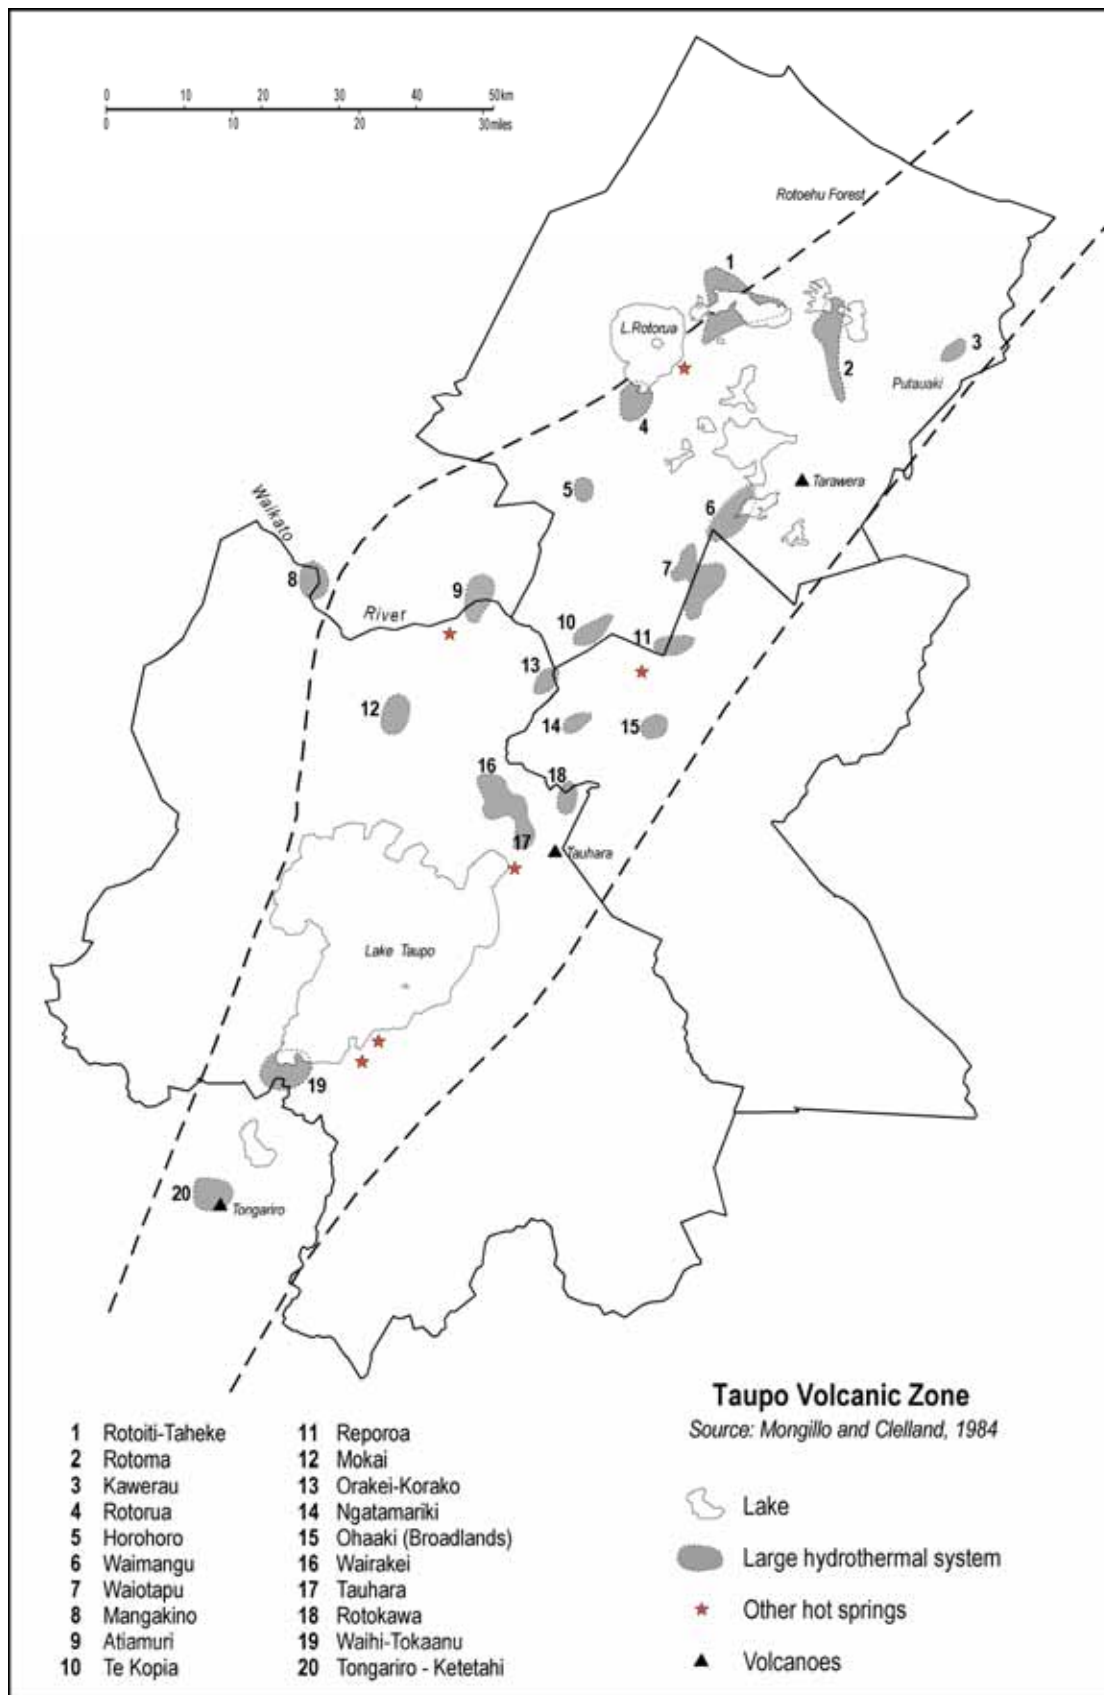 0 10 20 30 40 50km
0 10 20 30miles
Rotoehu Forest
1
L.Rotorua
2
3
Putauaki
4
5
Tarawera
6
Waikato
7
8
9
River
10
11
13
12
14
15
16
18
17
Tauhara
Lake Taupo
19
20
Tongariro
Taupo Volcanic Zone
Source: Mongillo and Clelland, 1984
Lake
Large hydrothermal system
Other hot springs
Volcanoes
1 Rotoiti-Taheke
2 Rotoma
3 Kawerau
4 Rotorua
5 Horohoro
6 Waimangu
7 Waiotapu
8 Mangakino
9 Atiamuri
10 Te Kopia
11 Reporoa
12 Mokai
13 Orakei-Korako
14 Ngatamariki
15 Ohaaki (Broadlands)
16 Wairakei
17 Tauhara
18 Rotokawa
19 Waihi-Tokaanu
20 Tongariro - Ketetahi